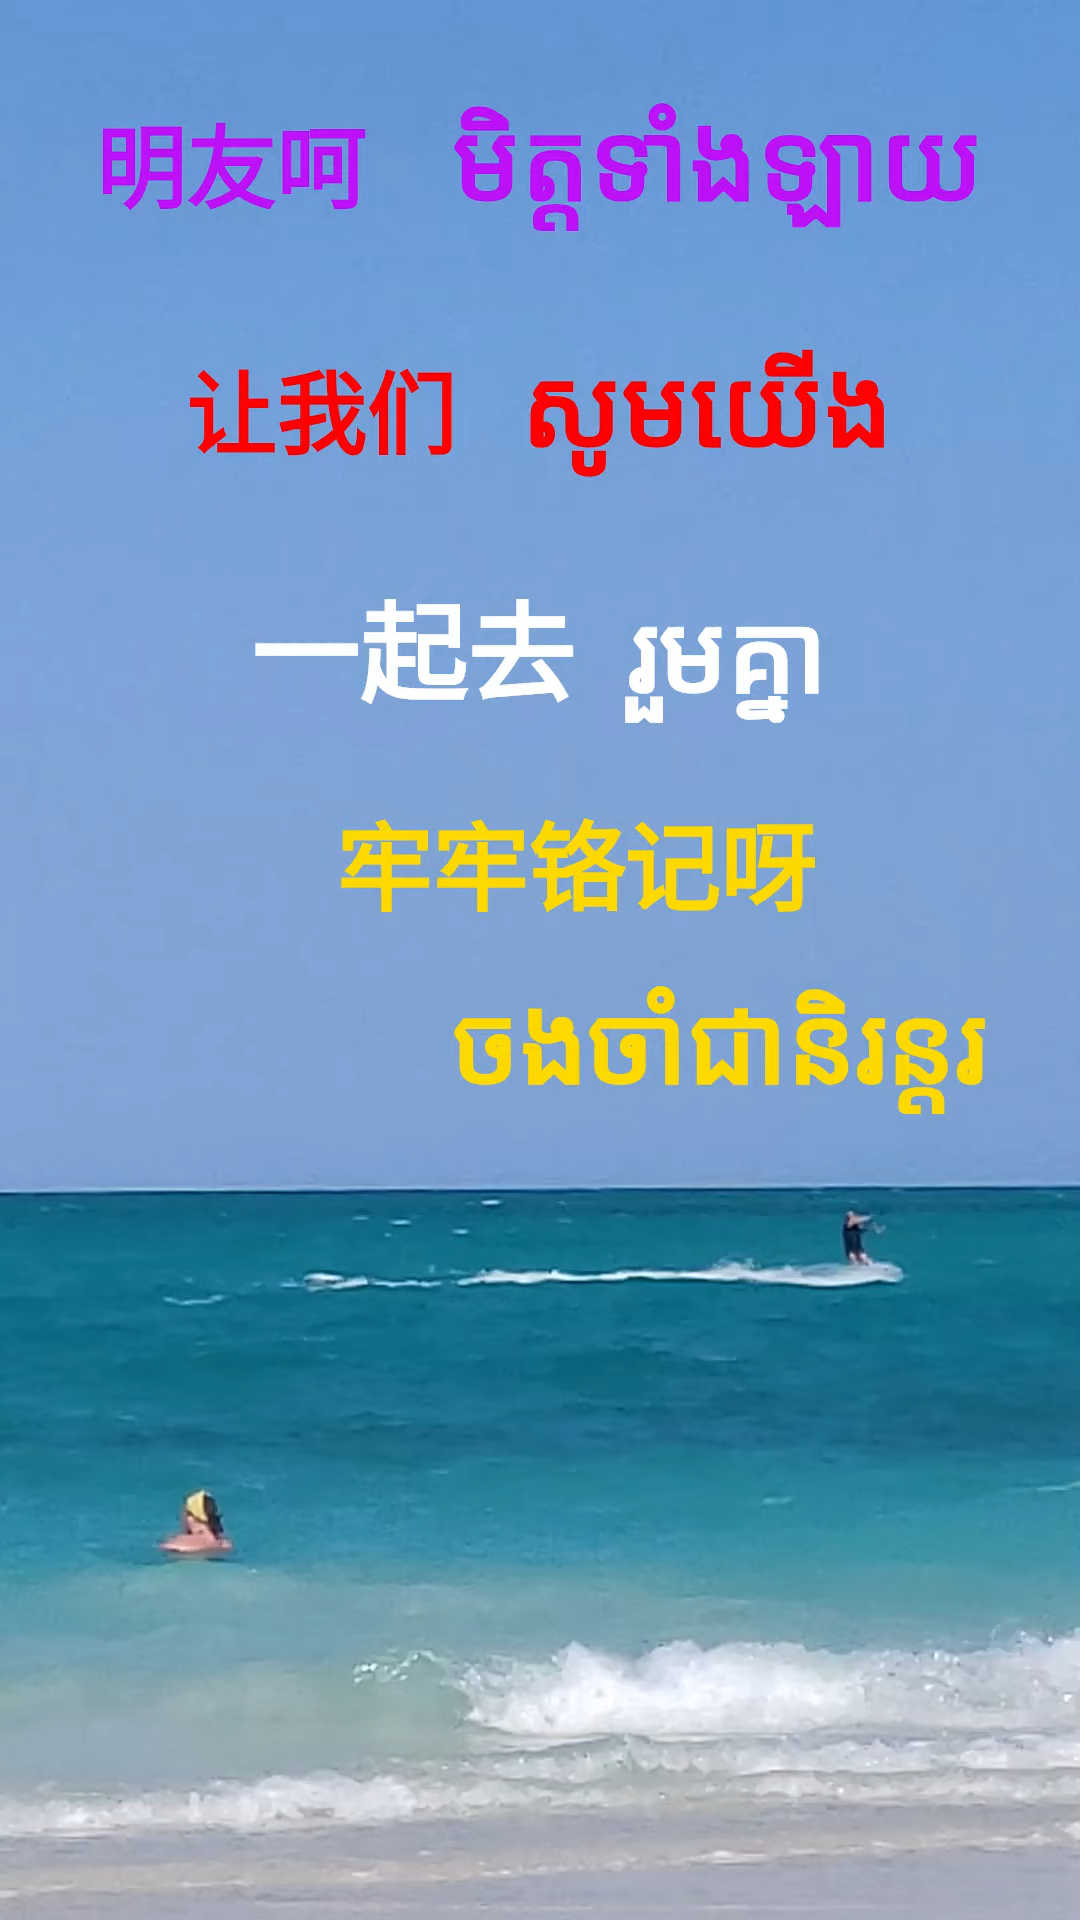 明友呵 មិត្តទាំងឡាយ
让我们 សូមយើង
一起去 រួមគ្នា
牢牢铬记呀
ចងចាំជានិរន្តរ